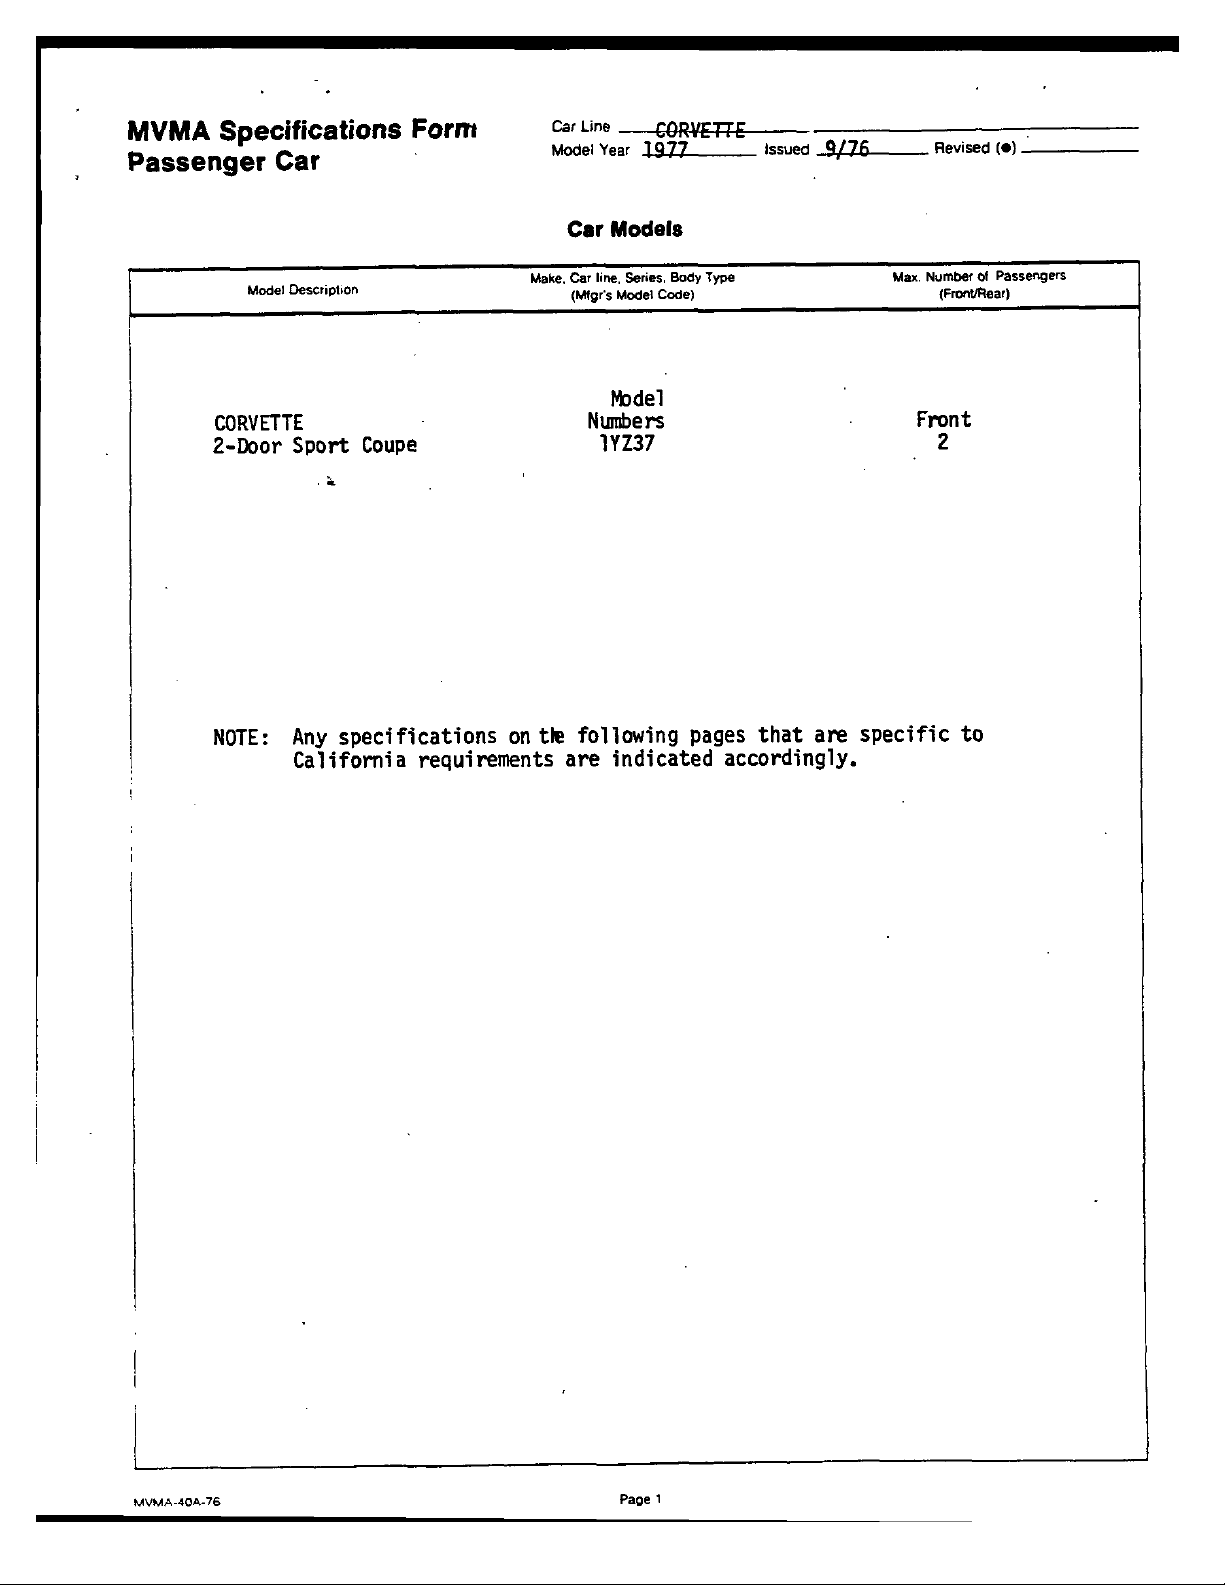 MVMA Specifications Form
Passenger Car
Car Line CORVETTE
Model Year 1977 Issued 9/76 Revised (●)
Car Models
Model Description
Make, Car line, Series, Body Type
(Mfgr's Model Code)
Max. Number of Passengers
(Front/Rear)
Model
CORVETTE Numbers Front
2-Door Sport Coupe 1YZ37 2
NOTE: Any specifications on the following pages that are specific to
California requirements are indicated accordingly.
MVMA-40A-76 Page 1